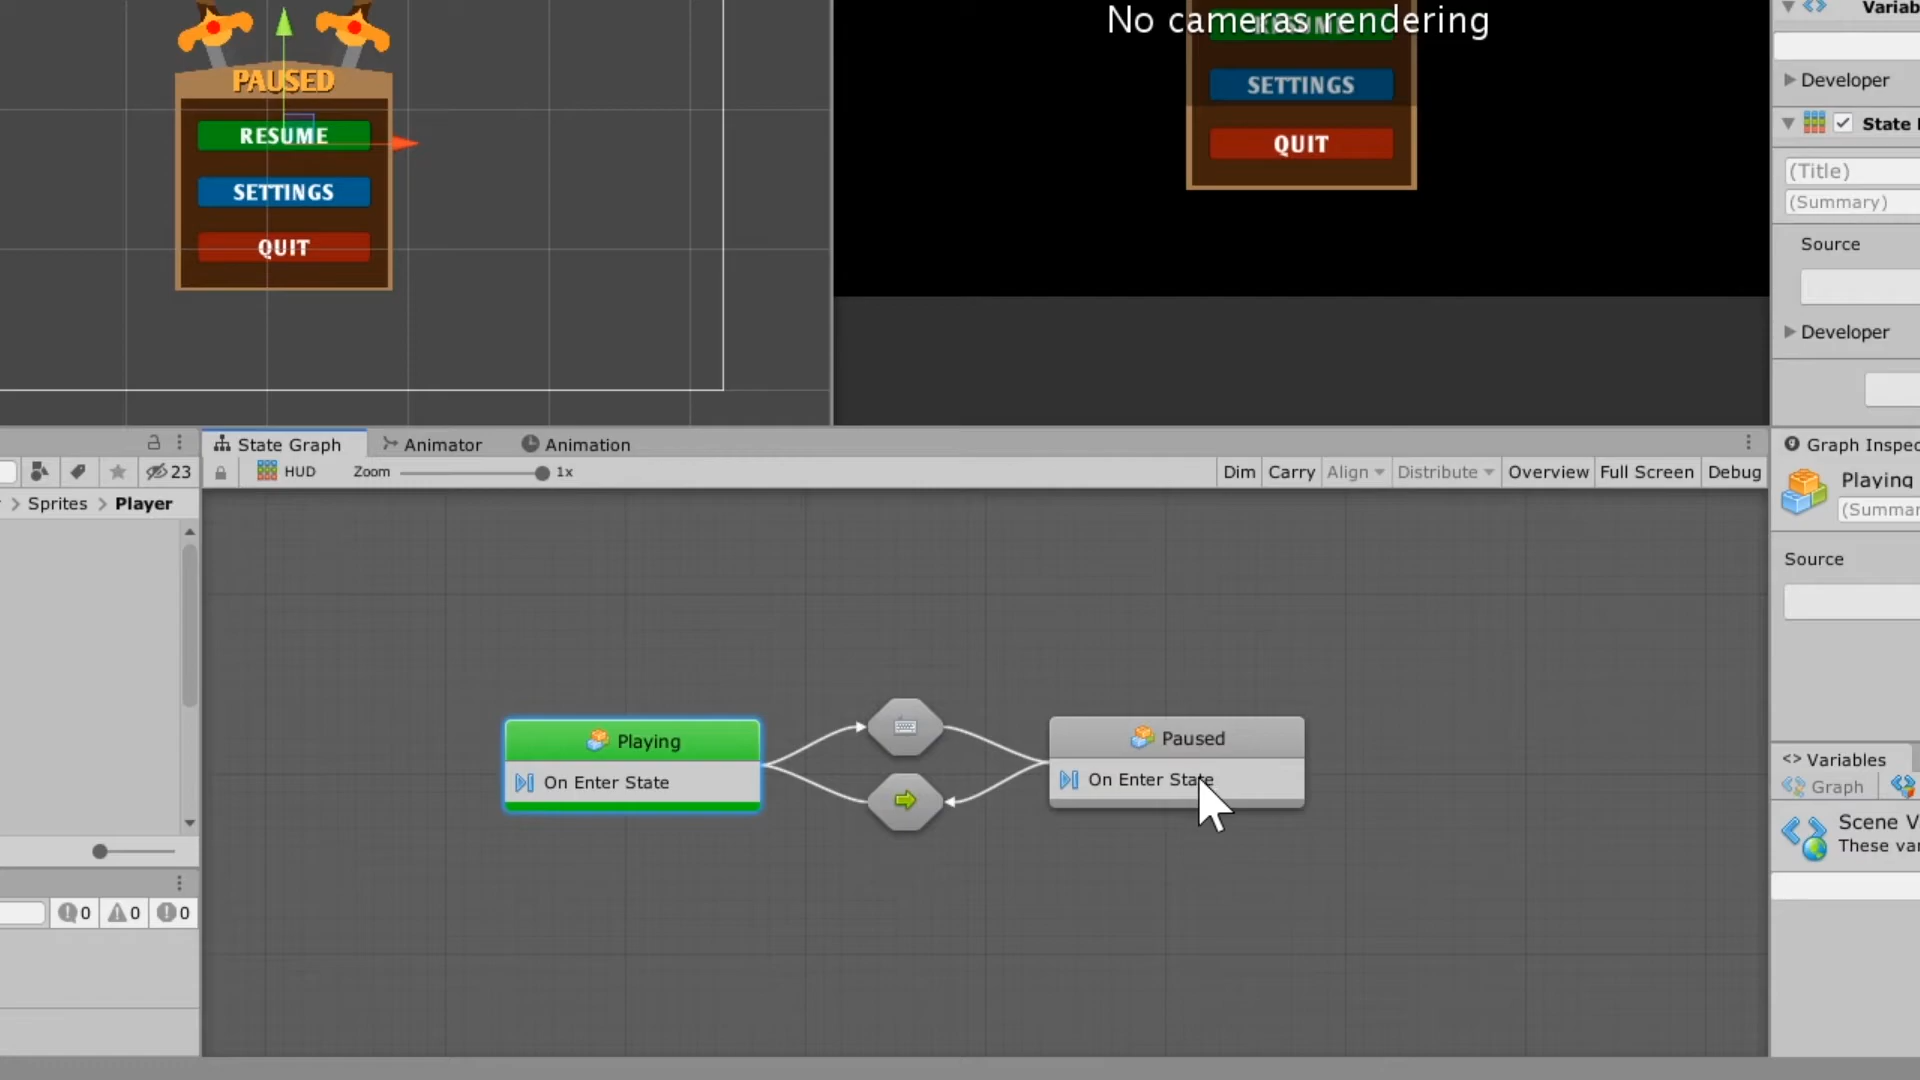 PAUSED
RESUME
SETTINGS
QUIT
No cameras rendering
SETTINGS
QUIT
Variab
Developer
State
(Title)
(Summary)
Source
Developer
State Graph
Animator
Animation
23
HUD
Zoom
1x
Dim
Carry
Align
Distribute
Overview
Full Screen
Debug
Sprites > Player
Graph Inspec
Playing
(Summar
Source
Playing
On Enter State
Paused
On Enter State
<> Variables
Graph
Scene V
These var
0
0
0